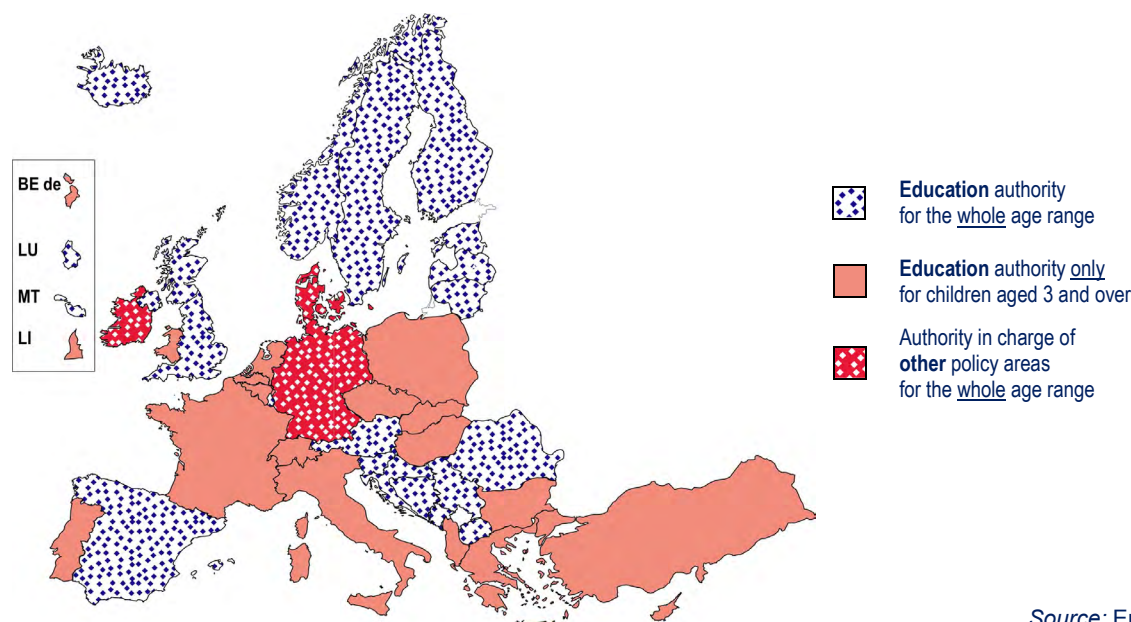 BE de
LU
MT
LI
Education authority
for the whole age range
Education authority only
for children aged 3 and over
Authority in charge of
other policy areas
for the whole age range
Source: